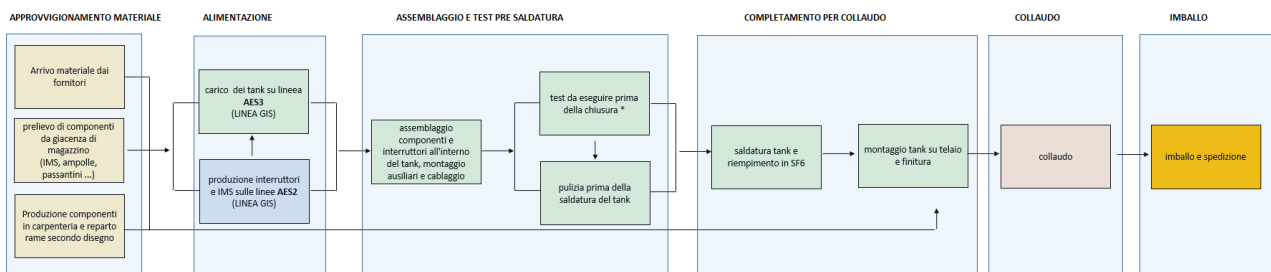 APPROVVIGIONAMENTO MATERIALE
ALIMENTAZIONE
ASSEMBLAGGIO E TEST PRE SALDATURA
COMPLETAMENTO PER COLLAUDO
COLLAUDO
IMBALLO
Arrivo materiale dai
fornitori
prelievo di componenti
da giacenza di
magazzino
(IMS, ampolle,
passantini ...)
Produzione componenti
in carpenteria e reparto
rame secondo disegno
carico dei tank su lineea
AES3
(LINEA GIS)
produzione interruttori
e IMS sulle linee AES2
(LINEA GIS)
assemblaggio
componenti e
interruttori all'interno
del tank, montaggio
ausiliari e cablaggio
test da eseguire prima
della chiusura *
pulizia prima della
saldatura del tank
saldatura tank e
riempimento in SF6
montaggio tank su telaio
e finitura
collaudo
imballo e spedizione